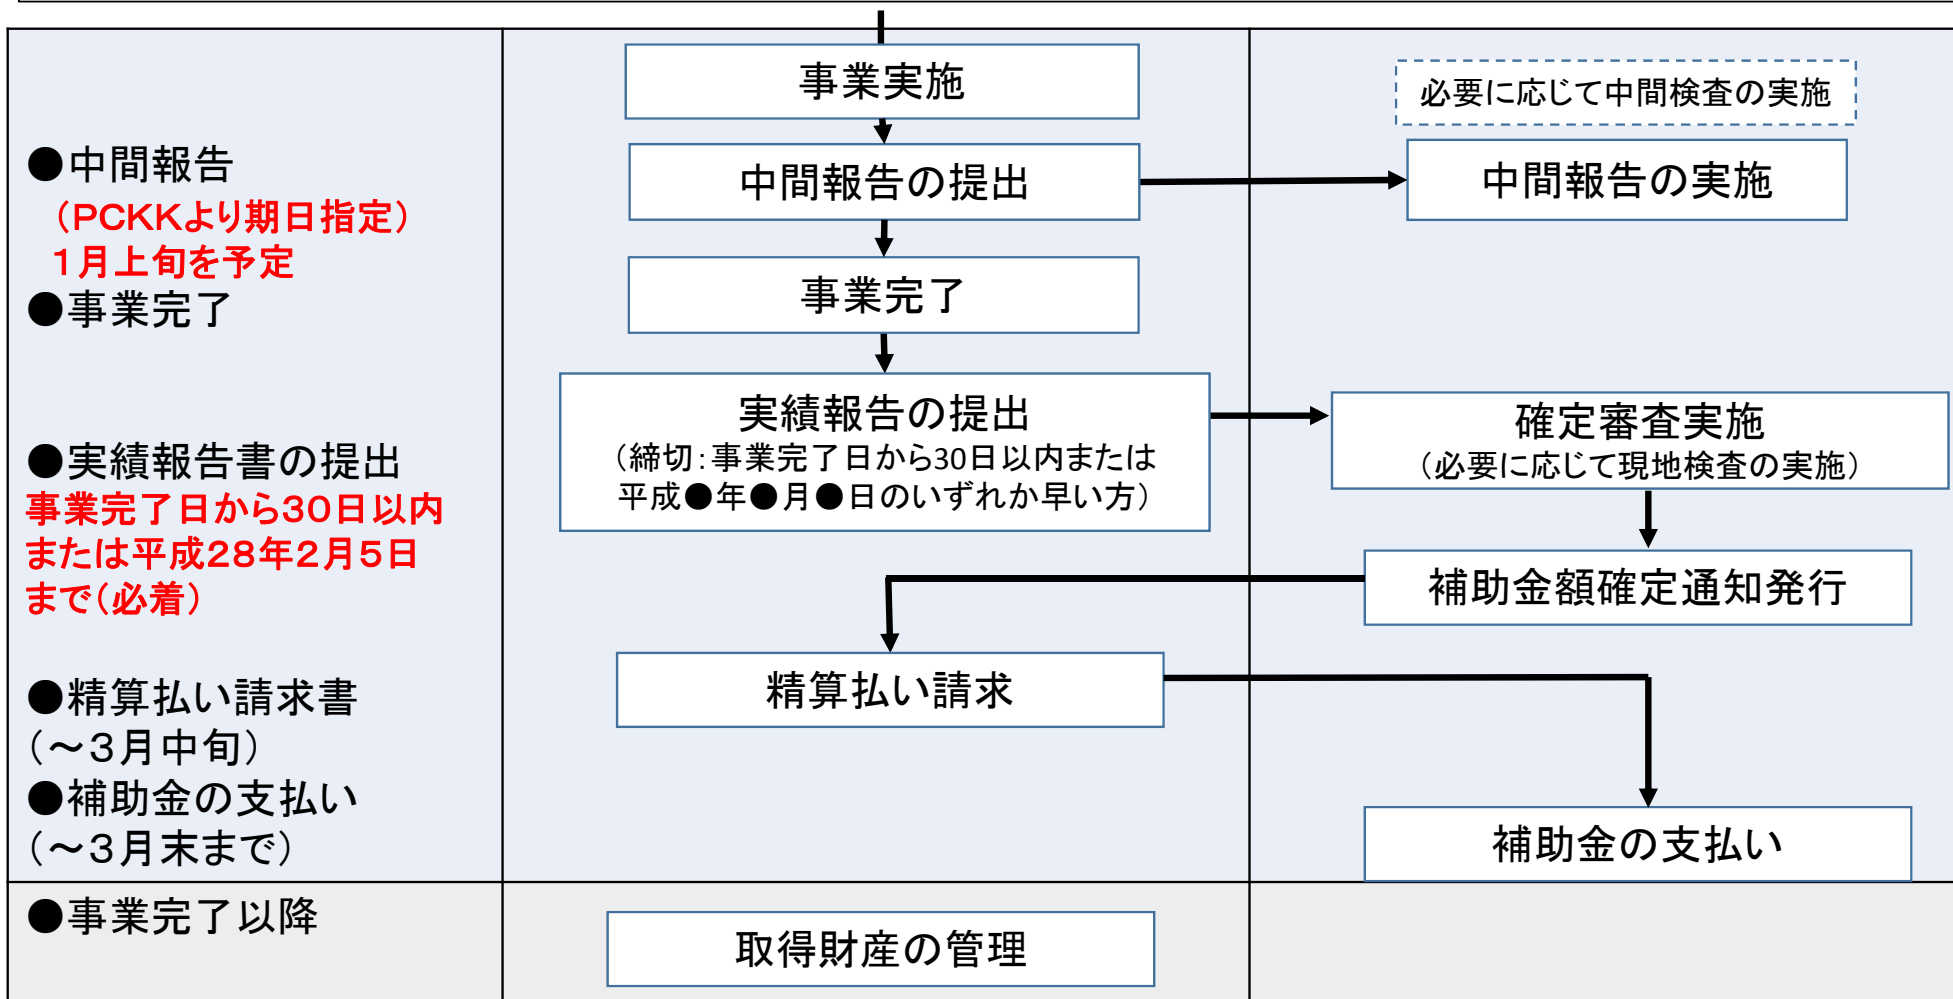 ●中間報告
（PCKKより期日指定）
１月上旬を予定
●事業完了
●実績報告書の提出
事業完了日から３０日以内
または平成２８年２月５日
まで（必着）
●精算払い請求書
（～３月中旬）
●補助金の支払い
（～３月末まで）
●事業完了以降
事業実施
中間報告の提出
事業完了
実績報告の提出
（締切：事業完了日から30日以内または
平成●年●月●日のいずれか早い方）
精算払い請求
取得財産の管理
必要に応じて中間検査の実施
中間報告の実施
確定審査実施
（必要に応じて現地検査の実施）
補助金額確定通知発行
補助金の支払い